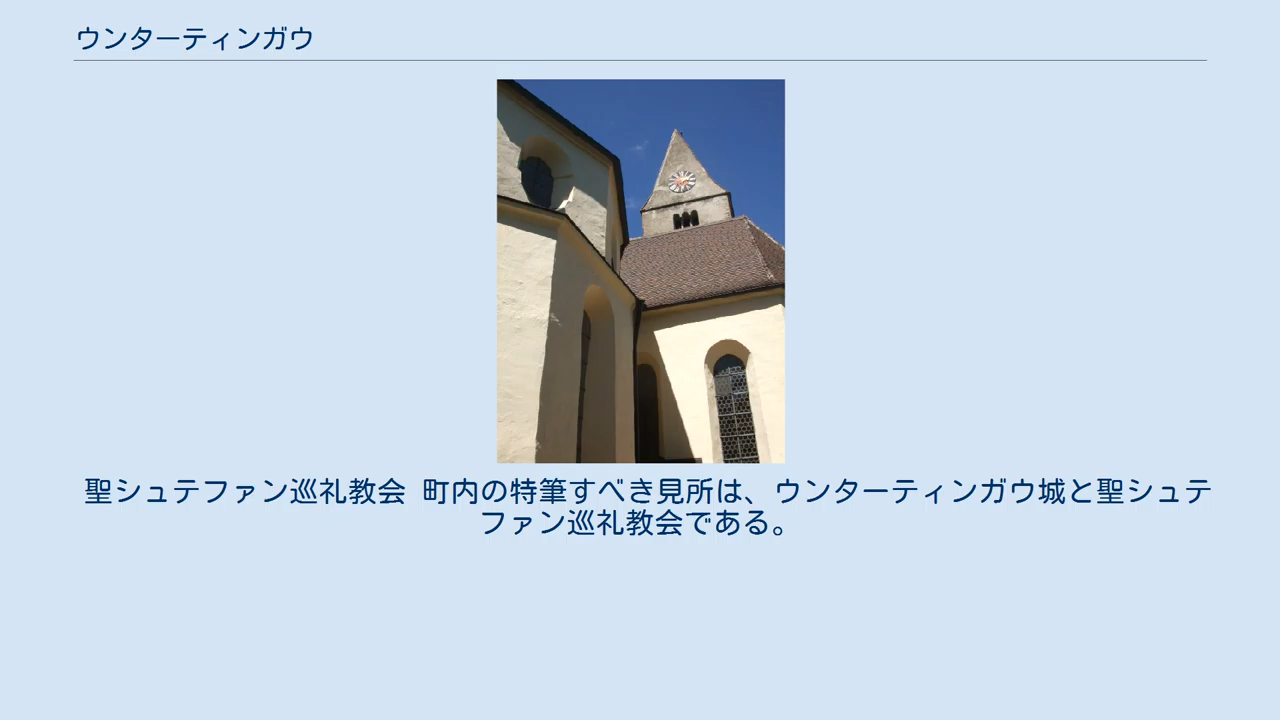 ウンターティンガウ
聖シュテファン巡礼教会 町内の特筆すべき見所は、ウンターティンガウ城と聖シュテ
ファン巡礼教会である。